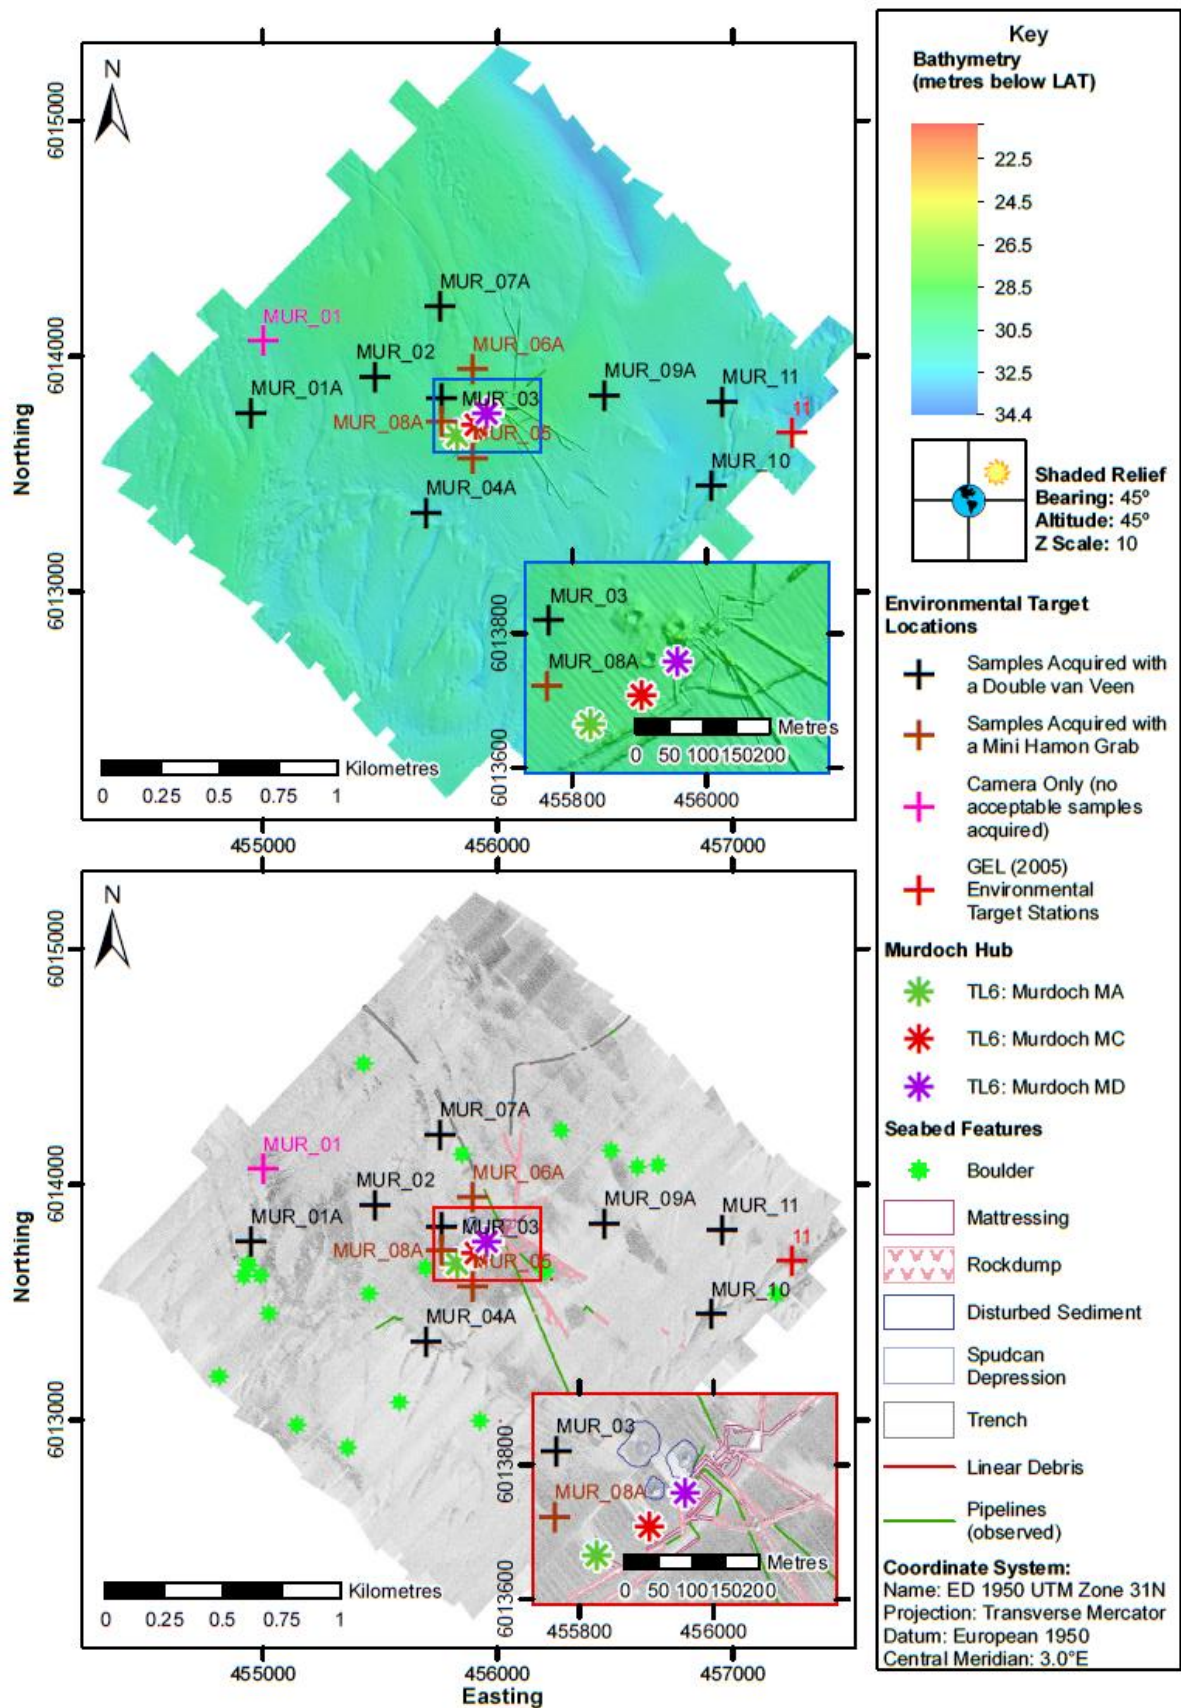 N
6015000
6014000
6013000
Northing
MUR_07A
MUR_01
MUR_02
MUR_06A
MUR_01A
MUR_03
MUR_09A
MUR_11
MUR_08A
MUR_05
11
MUR_10
MUR_04A
MUR_03
6013800
MUR_08A
Metres
0 50 100 150 200
6013600
455800 456000
Kilometres
0 0.25 0.5 0.75 1
455000 456000 457000
N
6015000
6014000
6013000
Northing
MUR_07A
MUR_01
MUR_02
MUR_06A
MUR_01A
MUR_03
MUR_09A
MUR_11
MUR_08A
MUR_05
11
MUR_10
MUR_04A
MUR_03
6013800
MUR_08A
Metres
0 50 100 150 200
6013600
455800 456000
Kilometres
0 0.25 0.5 0.75 1
455000 456000 457000
Easting
Key
Bathymetry
(metres below LAT)
22.5
24.5
26.5
28.5
30.5
32.5
34.4
Shaded Relief
Bearing: 45º
Altitude: 45º
Z Scale: 10
Environmental Target
Locations
Samples Acquired with
a Double van Veen
Samples Acquired with
a Mini Hamon Grab
Camera Only (no
acceptable samples
acquired)
GEL (2005)
Environmental
Target Stations
Murdoch Hub
TL6: Murdoch MA
TL6: Murdoch MC
TL6: Murdoch MD
Seabed Features
Boulder
Mattressing
Rockdump
Disturbed Sediment
Spudcan
Depression
Trench
Linear Debris
Pipelines
(observed)
Coordinate System:
Name: ED 1950 UTM Zone 31N
Projection: Transverse Mercator
Datum: European 1950
Central Meridian: 3.0°E